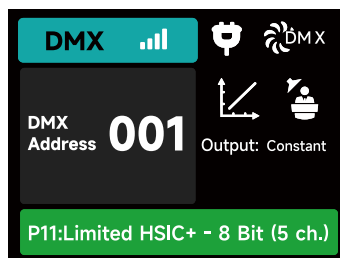 DMX
DMX
DMX
Address 001
Output: Constant
P11:Limited HSIC+ - 8 Bit (5 ch.)